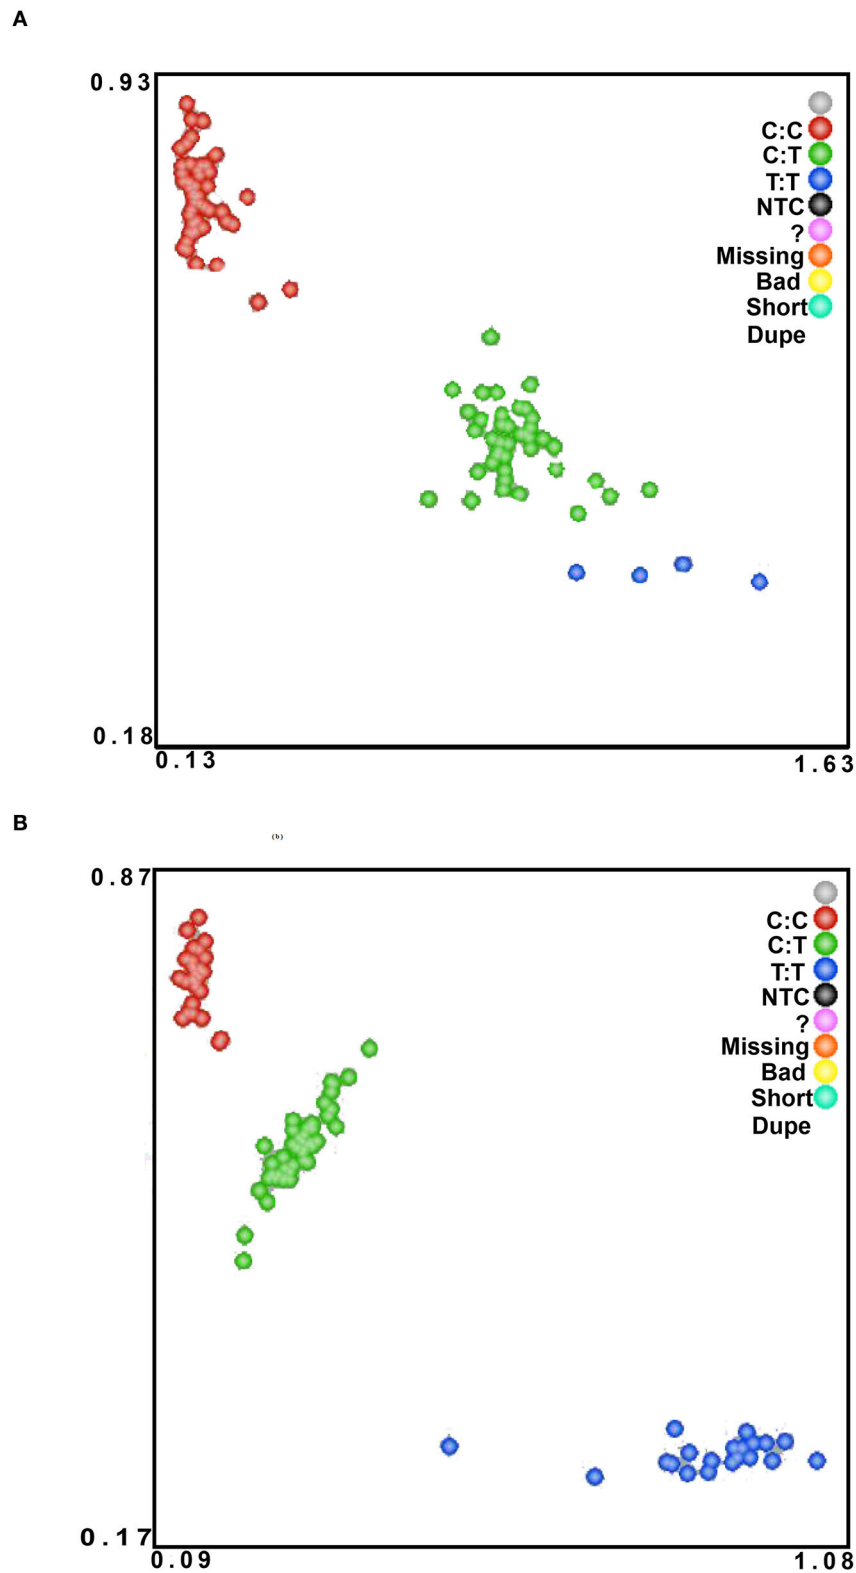 A
0.93
C:C
C:T
T:T
NTC
?
Missing
Bad
Short
Dupe
0.18
0.13 1.63
B
(b)
0.87
C:C
C:T
T:T
NTC
?
Missing
Bad
Short
Dupe
0.17
0.09 1.08